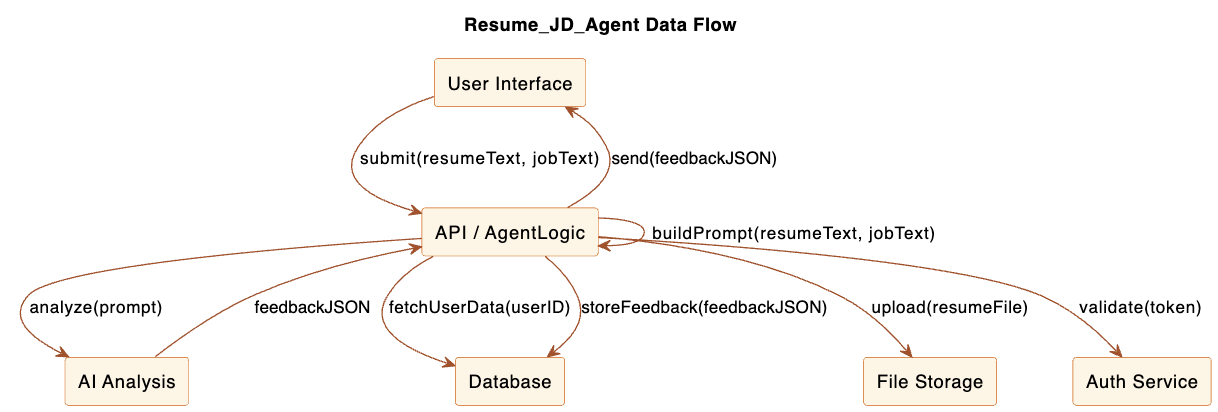 Resume_JD_Agent Data Flow
User Interface
submit(resumeText, jobText)
send(feedbackJSON)
API / AgentLogic
buildPrompt(resumeText, jobText)
analyze(prompt)
feedbackJSON
fetchUserData(userID)
storeFeedback(feedbackJSON)
upload(resumeFile)
validate(token)
AI Analysis
Database
File Storage
Auth Service